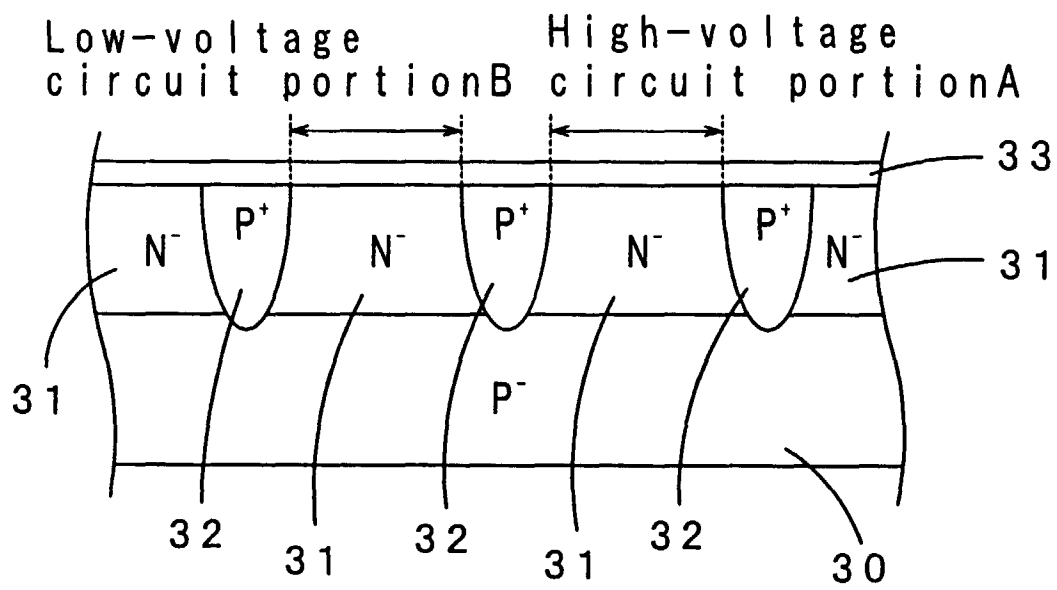 Low-voltage
circuit portionB
High-voltage
circuit portionA
33
P⁺ P⁺ P⁺
N⁻ N⁻ N⁻ N⁻
31
31
P⁻
32 31 32 31 32 30